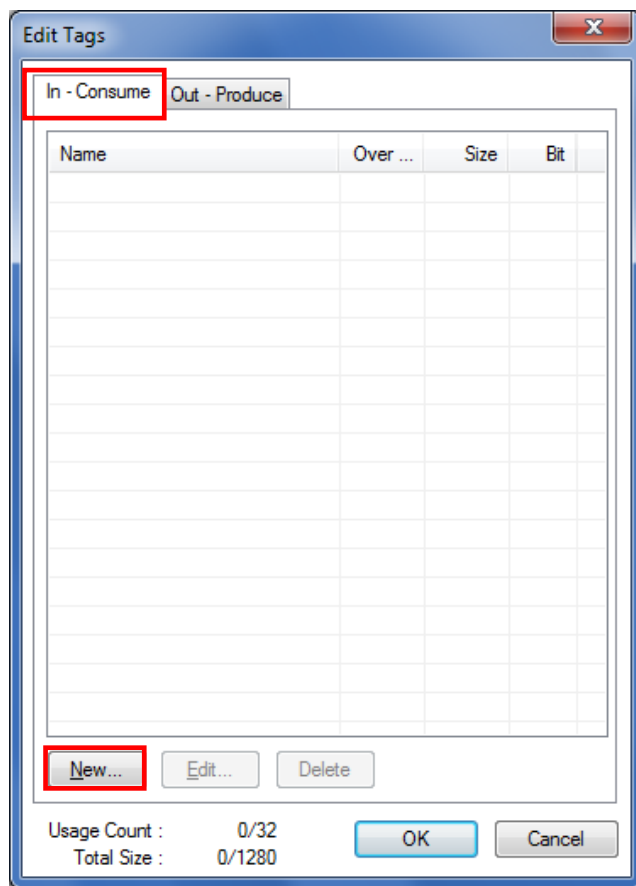 Edit Tags
In - Consume Out - Produce
Name Over ... Size Bit
New... Edit... Delete
Usage Count : 0/32
Total Size : 0/1280
OK Cancel